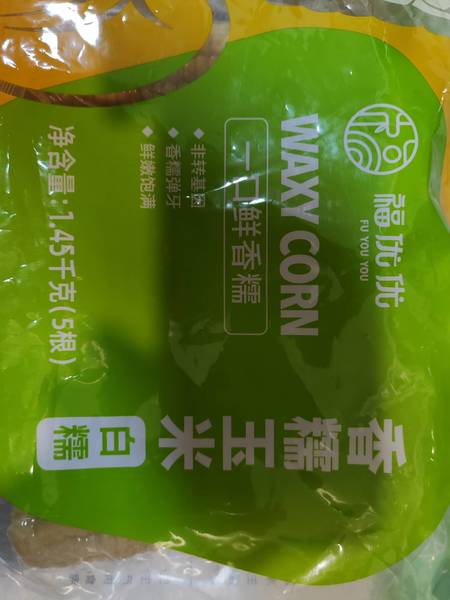 福优优
FU YOU YOU
香糯玉米
白糯
WAXY CORN
一口鲜香糯
◆ 非转基因
◆ 香糯弹牙
◆ 鲜嫩饱满
净含量:1.45千克(5根)